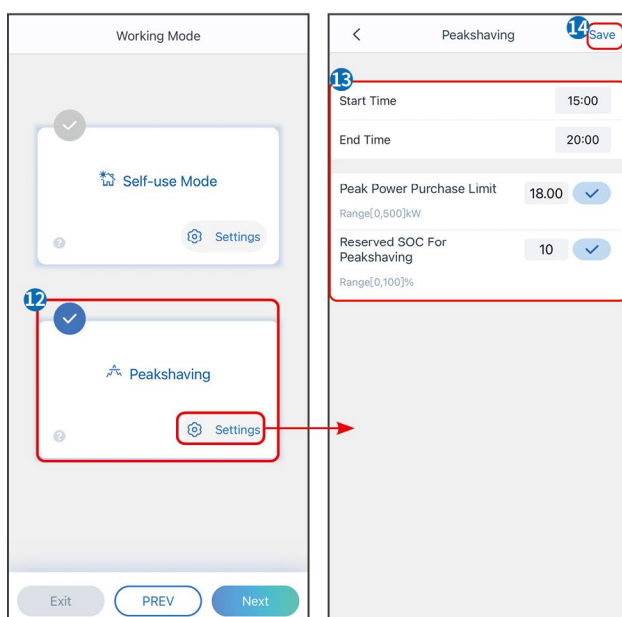 Working Mode
Self-use Mode
?
Settings
12
Peakshaving
?
Settings
Exit
PREV
Next
Peakshaving
14
Save
13
Start Time
15:00
End Time
20:00
Peak Power Purchase Limit
18.00
Range[0,500]kW
Reserved SOC For
Peakshaving
10
Range[0,100]%